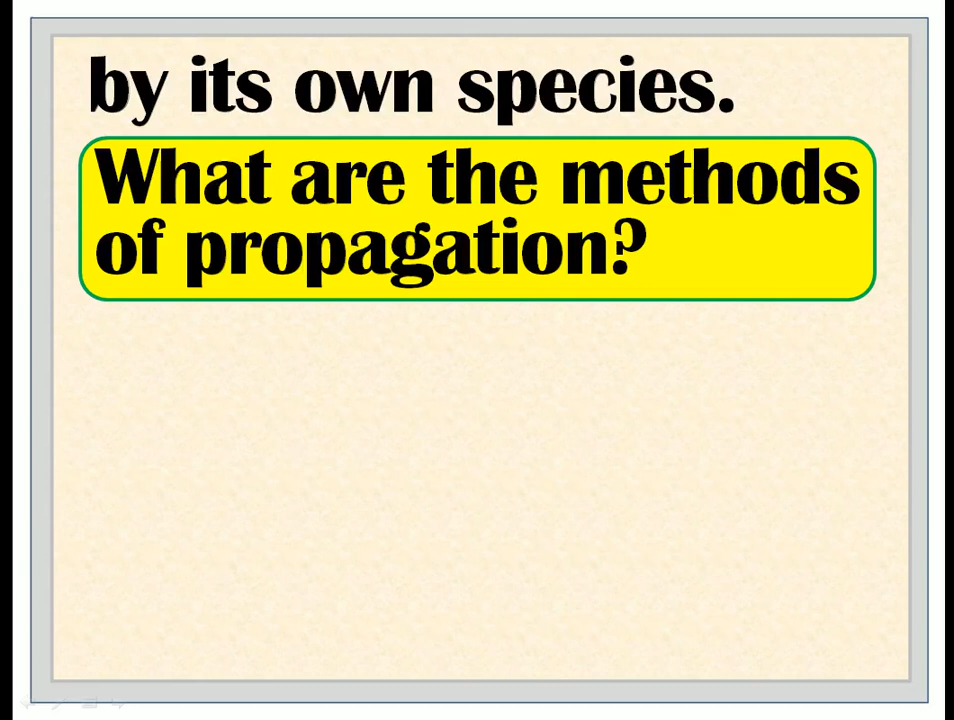 by its own species.
What are the methods
of propagation?